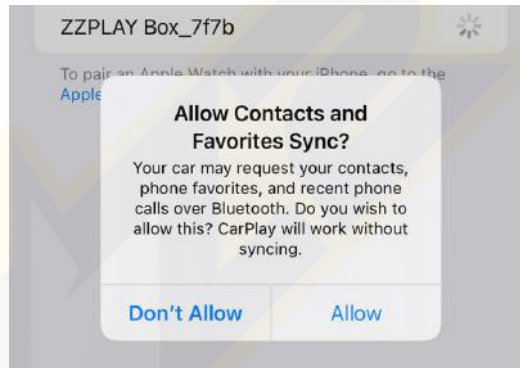 ZZPLAY Box_7f7b
To pair an Apple Watch with your iPhone, go to the
Apple
Allow Contacts and
Favorites Sync?
Your car may request your contacts,
phone favorites, and recent phone
calls over Bluetooth. Do you wish to
allow this? CarPlay will work without
syncing.
Don't Allow
Allow